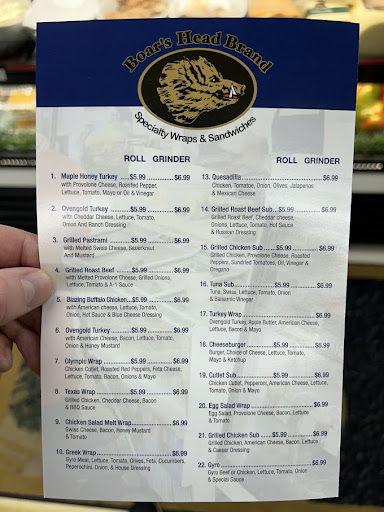 Boar's Head Brand
Specialty Wraps & Sandwiches
ROLL GRINDER
1. Maple Honey Turkey .....$5.99 ..............$6.99
with Provolone Cheese, Roasted Pepper,
Lettuce, Tomato, Mayo or Oil & Vinegar
2. Ovengold Turkey ..........$5.99 ..............$6.99
with Cheddar Cheese, Lettuce, Tomato,
Onion And Ranch Dressing
3. Grilled Pastrami ..........$5.99 ..............$6.99
with Melted Swiss Cheese, Sauerkraut
And Mustard
4. Grilled Roast Beef ........$5.99 ..............$6.99
with Melted Provolone Cheese, Grilled Onions,
Lettuce, Tomato & A-1 Sauce
5. Blazing Buffalo Chicken..$5.99 ..............$6.99
with American cheese, Lettuce, Tomato,
Onion, Hot Sauce & Blue Cheese Dressing
6. Ovengold Turkey ..........$5.99 ..............$6.99
with American Cheese, Bacon, Lettuce, Tomato,
Onion & Honey Mustard
7. Olympic Wrap ..............$5.99 ..............$6.99
Chicken Cutlet, Roasted Red Peppers, Feta Cheese,
Lettuce, Tomato, Bacon, Onions & Mayo
8. Texas Wrap ..................$5.99 ..............$6.99
Grilled Chicken, Cheddar Cheese, Bacon
& BBQ Sauce
9. Chicken Salad Melt Wrap......................$6.99
Swiss Cheese, Bacon, Honey Mustard
& Tomato
10. Greek Wrap..........................................$6.99
Gyro Meat, Lettuce, Tomato, Olives, Feta, Cucumbers,
Peperochini, Onion, & House Dressing
ROLL GRINDER
13. Quesadilla ..........................................$6.99
Chicken, Tomatoe, Onion, Olives, Jalapenos
& Mexican Cheese
14. Grilled Roast Beef Sub...$5.99 ..............$6.99
Grilled Roast Beef, Cheddar cheese,
Onions, Lettuce, Tomato, Hot Sauce
& Russian Dressing
15. Grilled Chicken Sub .......$5.99 ..............$6.99
Grilled Chicken, Provolone Cheese, Roasted
Peppers, Sundried Tomatoes, Oil, Vinegar &
Oregano
16. Tuna Sub .......................$5.99 ..............$6.99
Tuna, Swiss, Lettuce, Tomato, Onion
& Balsamic Vinegar
17. Turkey Wrap.........................................$6.99
Ovengold Turkey, Apple Butter, American Cheese,
Lettuce, Bacon & Mayo
18. Cheeseburger................$5.99 ..............$6.99
Burger, Choice of Cheese, Lettuce, Tomato,
Mayo & Ketchup
19. Cutlet Sub .....................$5.99 ..............$6.99
Chicken Cutlet, Pepperoni, American Cheese, Lettuce,
Tomato, Onion & Mayo
20. Egg Salad Wrap...................................$6.99
Egg Salad, Provolone Cheese, Bacon, Lettuce
& Tomato
21. Grilled Chicken Sub .......$5.99 ..............$6.99
Grilled Chicken, American Cheese, Bacon, Lettuce
& Caesar Dressing
22. Gyro ....................................................$6.99
Gyro Beef or Chicken, Lettuce, Tomato, Onion
& Special Sauce